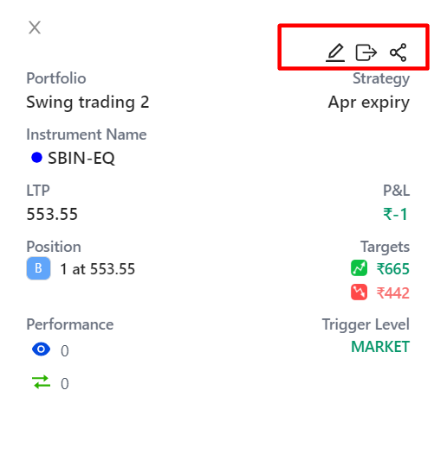 Portfolio Strategy
Swing trading 2 Apr expiry
Instrument Name
SBIN-EQ
LTP P&L
553.55 ₹-1
Position Targets
B 1 at 553.55 ₹665
₹442
Performance Trigger Level
0 MARKET
0